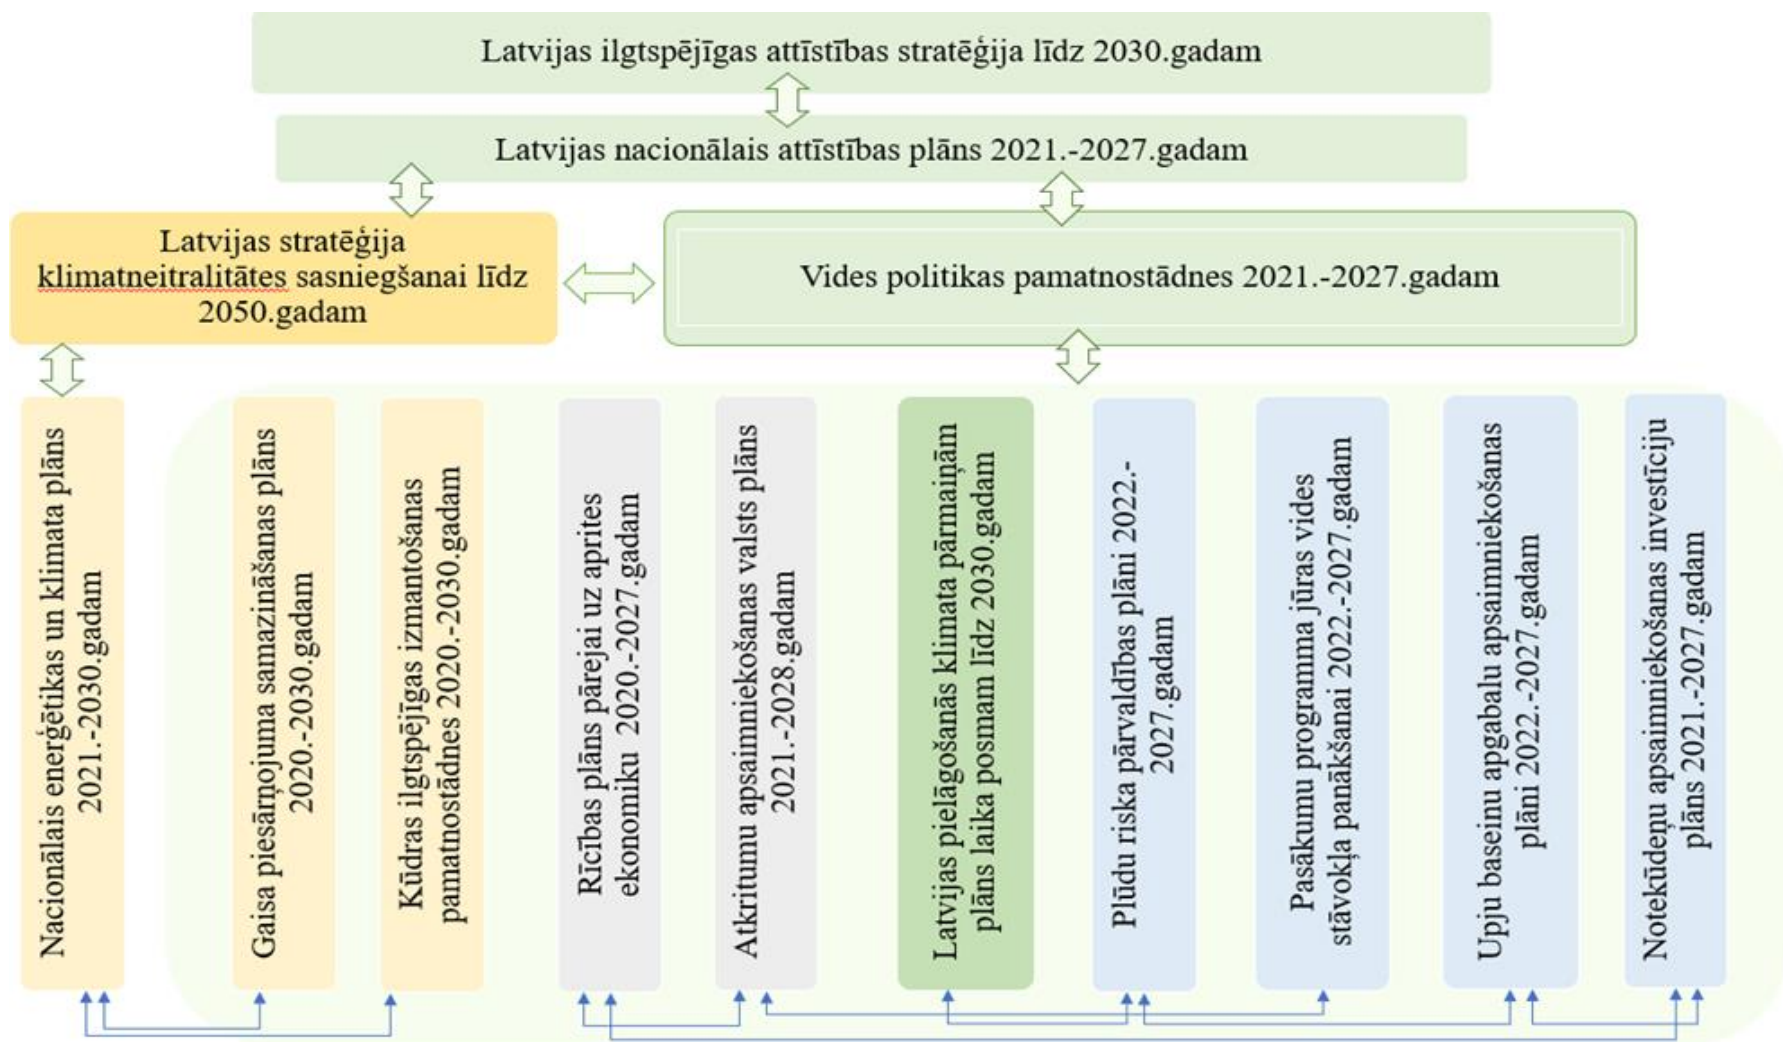 Latvijas ilgtspējīgas attīstības stratēģija līdz 2030.gadam
Latvijas nacionālais attīstības plāns 2021.-2027.gadam
Latvijas stratēģija
klimatneitralitātes sasniegšanai līdz
2050.gadam
Vides politikas pamatnostādnes 2021.-2027.gadam
Nacionālais enerģētikas un klimata plāns
2021.-2030.gadam
Gaisa piesārņojuma samazināšanas plāns
2020.-2030.gadam
Kūdras ilgtspējīgas izmantošanas
pamatnostādnes 2020.-2030.gadam
Rīcības plāns pārejai uz aprites
ekonomiku 2020.-2027.gadam
Atkritumu apsaimniekošanas valsts plāns
2021.-2028.gadam
Latvijas pielāgošanās klimata pārmaiņām
plāns laika posmam līdz 2030.gadam
Plūdu riska pārvaldības plāni 2022.-
2027.gadam
Pasākumu programma jūras vides
stāvokļa panākšanai 2022.-2027.gadam
Upju baseinu apgabalu apsaimniekošanas
plāni 2022.-2027.gadam
Notekūdeņu apsaimniekošanas investīciju
plāns 2021.-2027.gadam